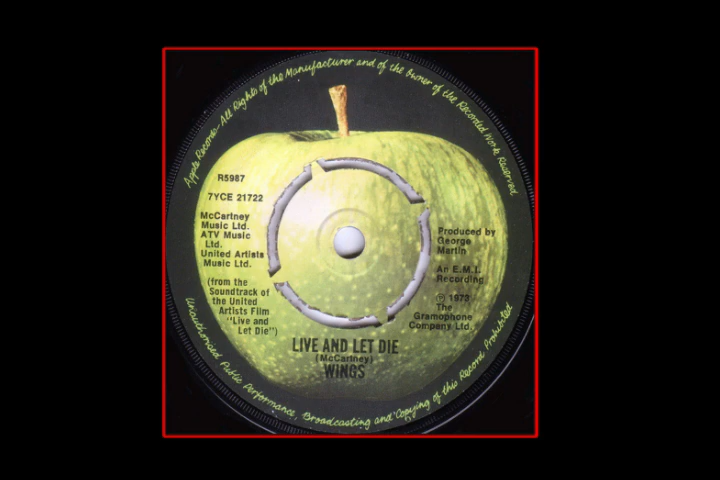 Apple Records-All Rights of the Manufacturer and of the Owner of the Recorded Work Reserved
R5987
7YCE 21722
McCartney
Music Ltd.
ATV Music
Ltd.
United Artists
Music Ltd.
(from the
Soundtrack of
the United
Artists Film
"Live and
Let Die")
Produced by
George
Martin
An E.M.I.
Recording
℗ 1973
The
Gramophone
Company Ltd.
LIVE AND LET DIE
(McCartney)
WINGS
Unauthorised Public Performance, Broadcasting and Copying of this Record Prohibited